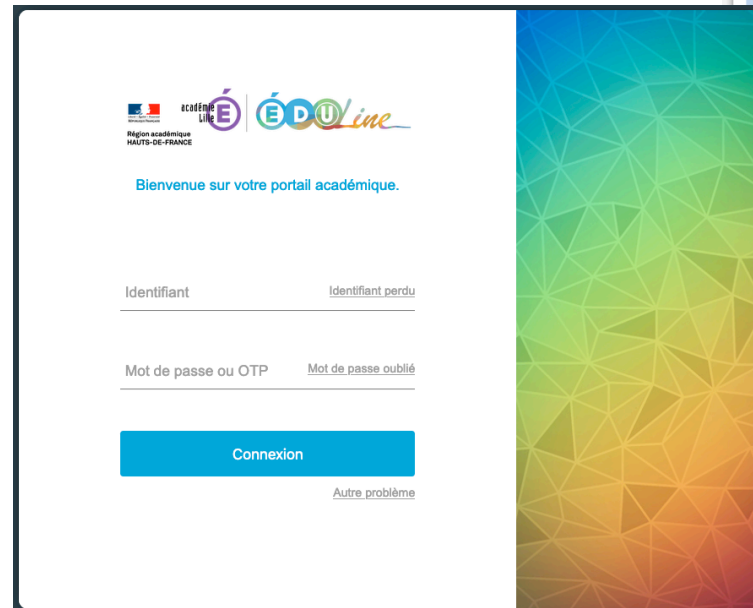 académie
Lille
É
ÉDULine
Région académique
HAUTS-DE-FRANCE
Bienvenue sur votre portail académique.
Identifiant
Identifiant perdu
Mot de passe ou OTP
Mot de passe oublié
Connexion
Autre problème